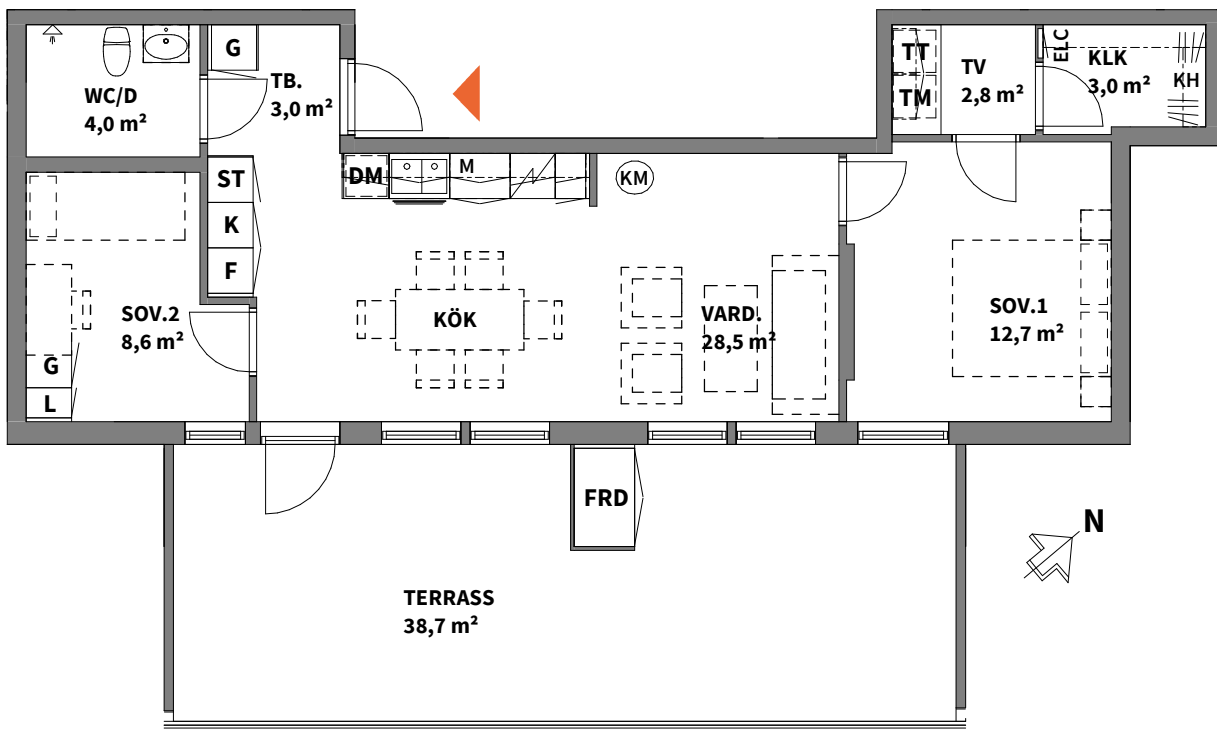 G
TB.
3,0 m²
WC/D
4,0 m²
TT
TM
TV
2,8 m²
ELC
KLK
3,0 m²
KH
ST
K
F
DM
M
KM
SOV.2
8,6 m²
G
L
KÖK
VARD.
28,5 m²
SOV.1
12,7 m²
FRD
N
TERRASS
38,7 m²